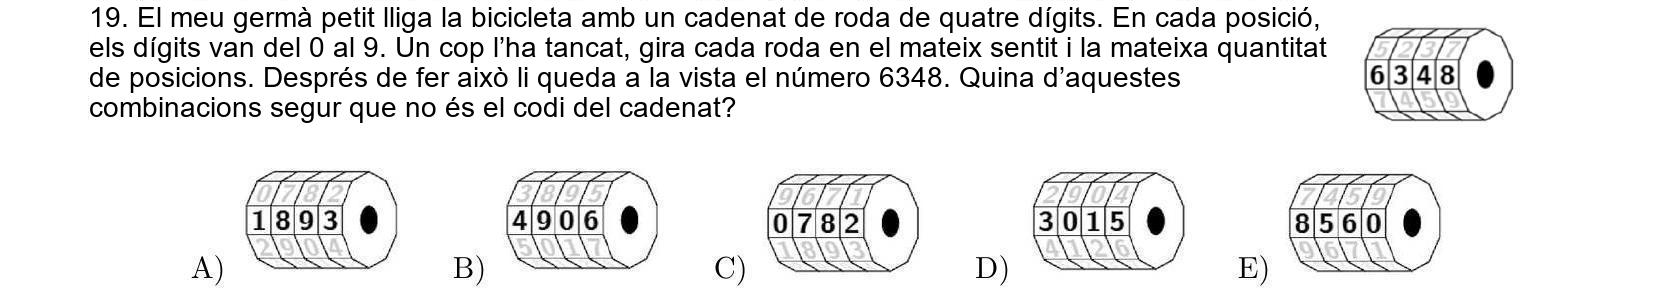 19. El meu germà petit lliga la bicicleta amb un cadenat de roda de quatre dígits. En cada posició,
els dígits van del 0 al 9. Un cop l'ha tancat, gira cada roda en el mateix sentit i la mateixa quantitat
de posicions. Després de fer això li queda a la vista el número 6348. Quina d'aquestes
combinacions segur que no és el codi del cadenat?
5237
6348
7459
A)
0782
1893
2904
B)
3895
4906
5017
C)
9671
0782
1893
D)
2904
3015
4126
E)
7459
8560
9671